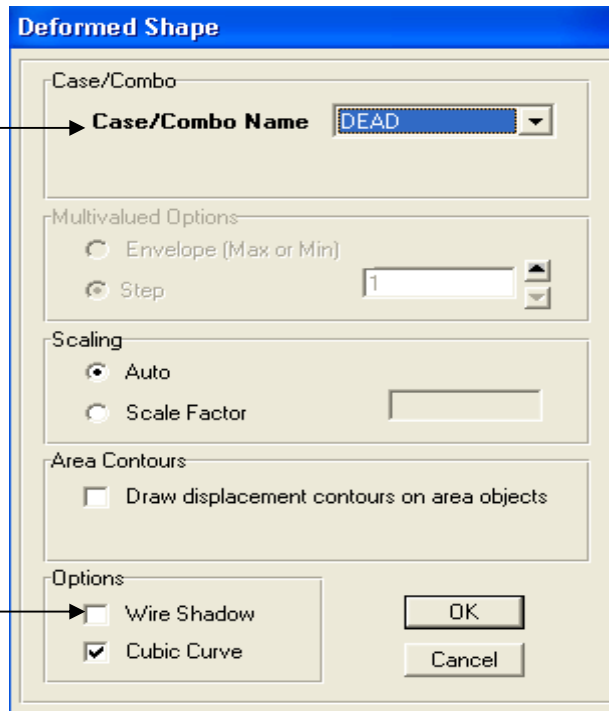 Deformed Shape
Case/Combo
Case/Combo Name DEAD
Multivalued Options
Envelope (Max or Min)
Step 1
Scaling
Auto
Scale Factor
Area Contours
Draw displacement contours on area objects
Options
Wire Shadow
OK
Cubic Curve
Cancel